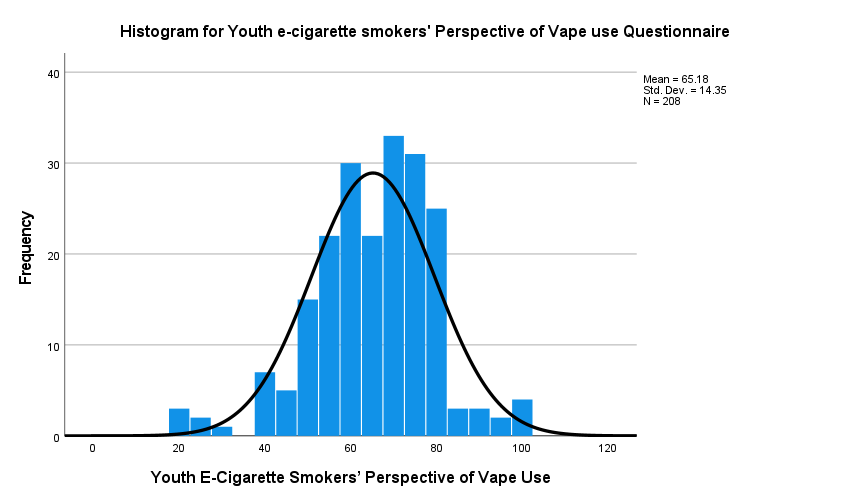 Histogram for Youth e-cigarette smokers' Perspective of Vape use Questionnaire
Mean = 65.18
Std. Dev. = 14.35
N = 208
Frequency
40
30
20
10
0
0 20 40 60 80 100 120
Youth E-Cigarette Smokers’ Perspective of Vape Use